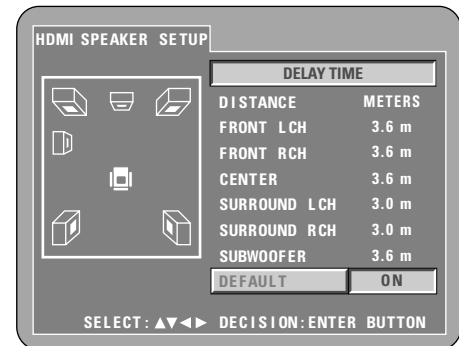 HDMI SPEAKER SETUP
DELAY TIME
DISTANCE METERS
FRONT LCH 3.6 m
FRONT RCH 3.6 m
CENTER 3.6 m
SURROUND LCH 3.0 m
SURROUND RCH 3.0 m
SUBWOOFER 3.6 m
DEFAULT ON
SELECT:▲▼◀▶ DECISION:ENTER BUTTON